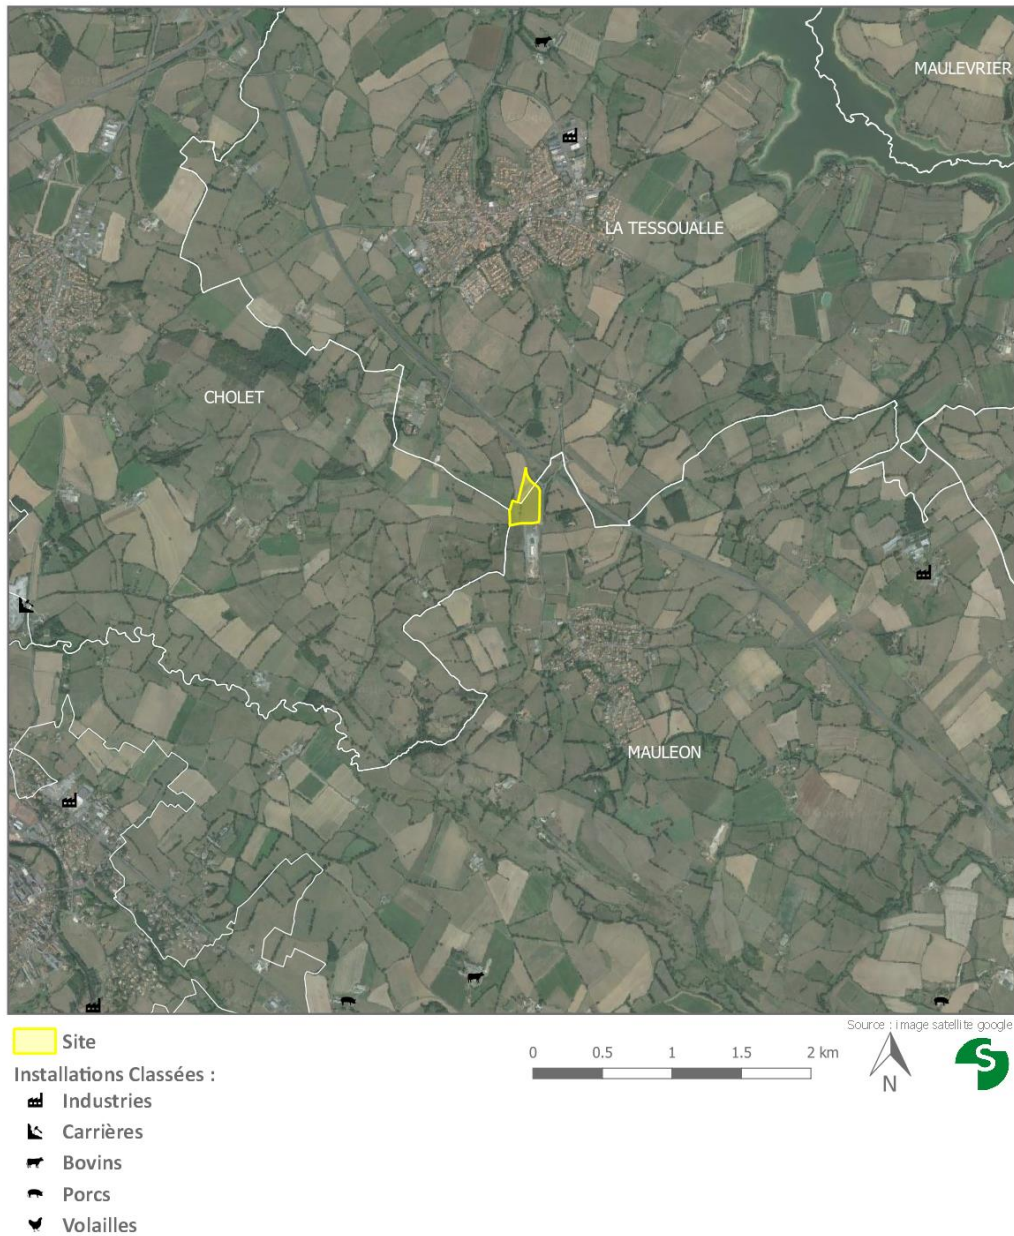 MAULEVRIER
LA TESSOUALLE
CHOLET
MAULEON
Source : image satellite google
Site
0 0.5 1 1.5 2 km
N
S
Installations Classées :
Industries
Carrières
Bovins
Porcs
Volailles